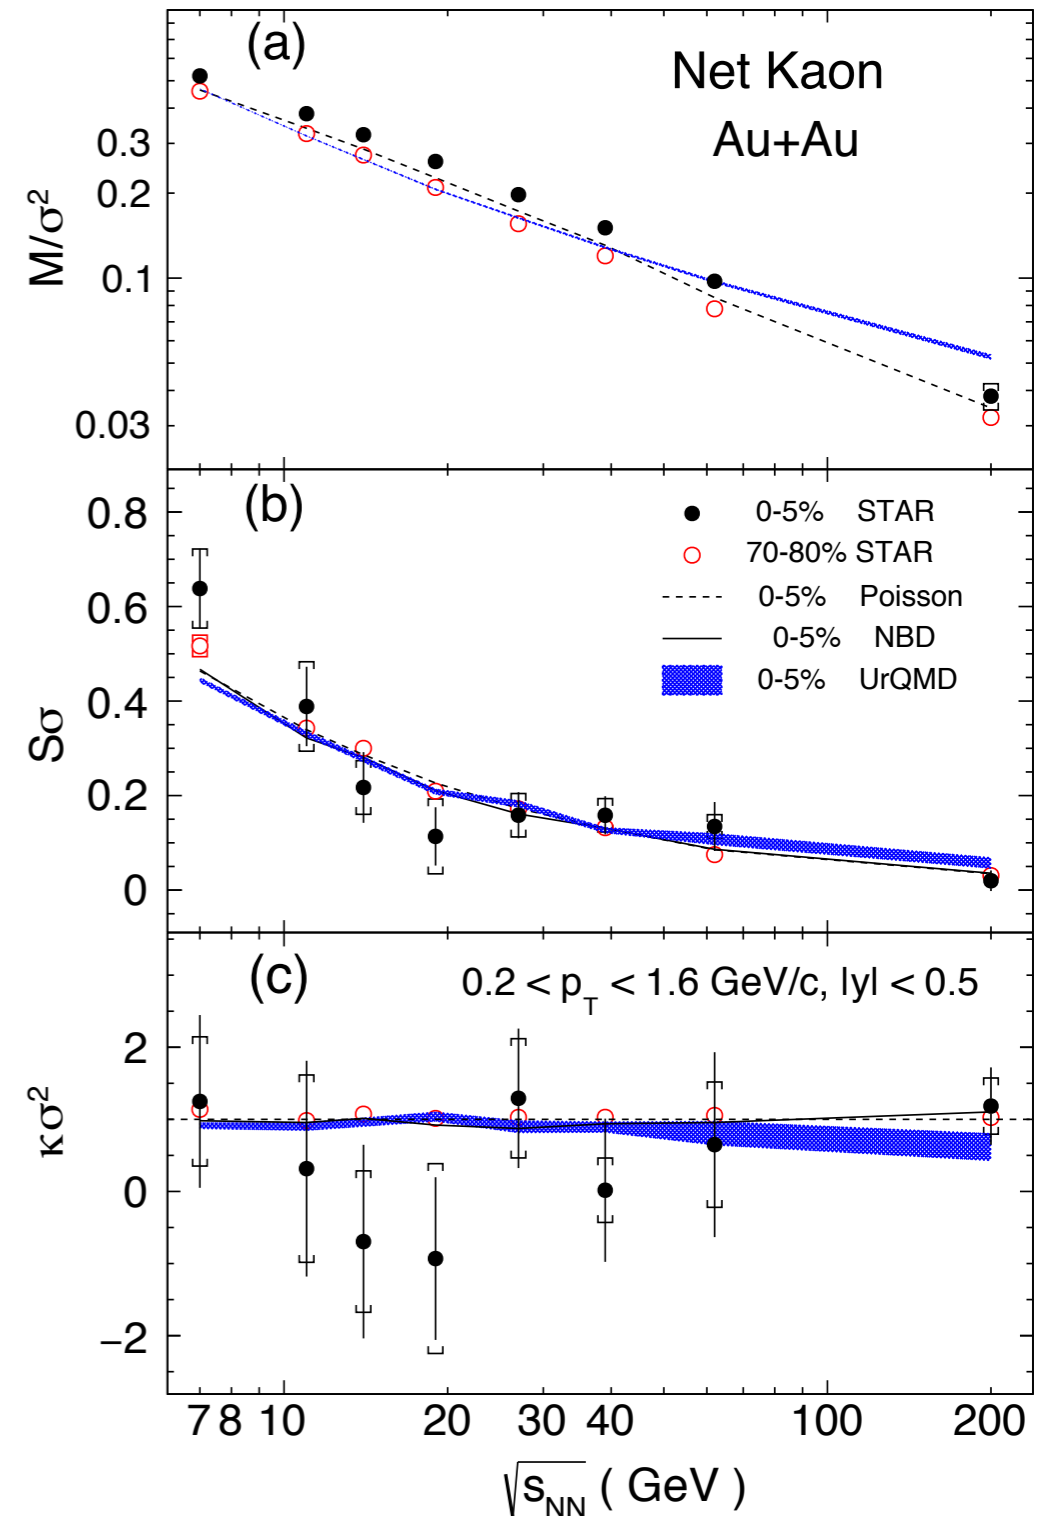 (a)
Net Kaon
Au+Au
0.3
0.2
0.1
0.03
M/σ²
(b)
0.8
0.6
0.4
0.2
0
Sσ
0-5% STAR
70-80% STAR
0-5% Poisson
0-5% NBD
0-5% UrQMD
(c)
0.2 < p_T < 1.6 GeV/c, |y| < 0.5
2
0
−2
κσ²
7 8 10 20 30 40 100 200
√s_NN ( GeV )